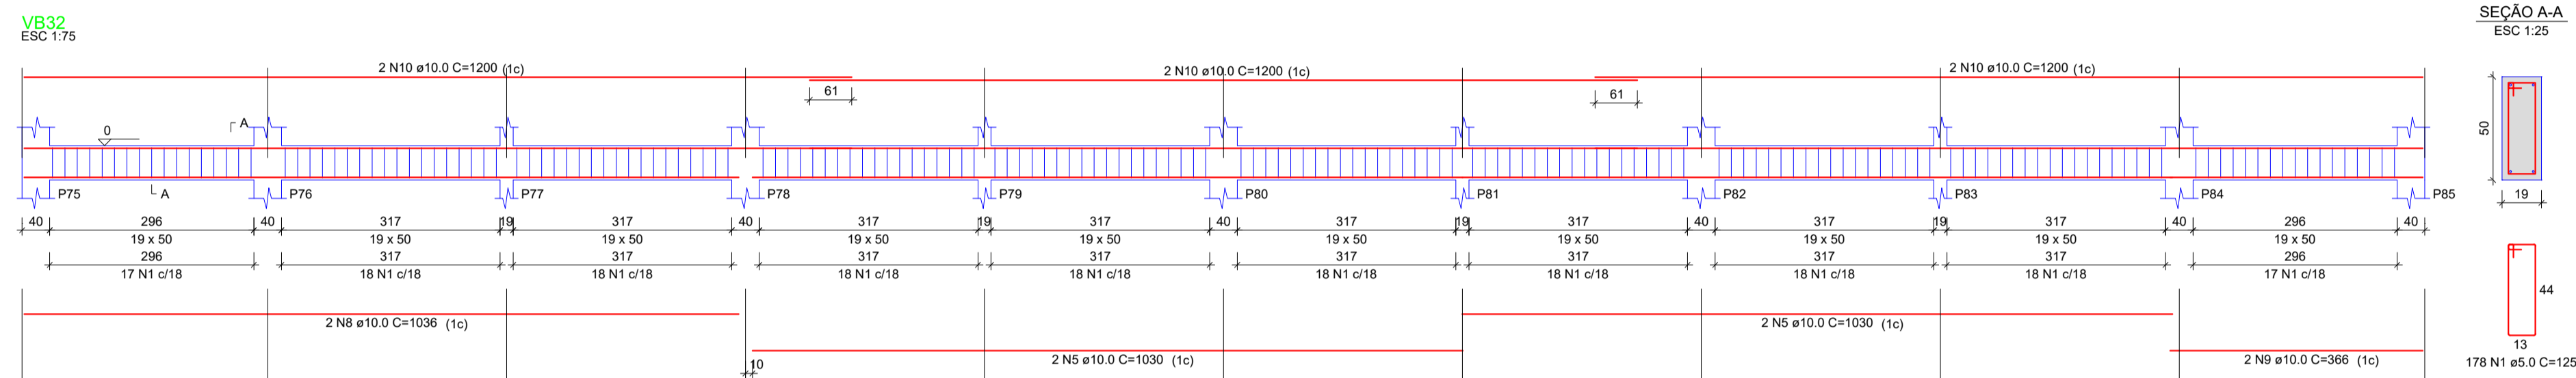 VB32
ESC 1:75
SEÇÃO A-A
ESC 1:25
2 N10 ø10.0 C=1200 (1c)
2 N10 ø10.0 C=1200 (1c)
2 N10 ø10.0 C=1200 (1c)
61
61
0
A
A
50
19
P75
P76
P77
P78
P79
P80
P81
P82
P83
P84
P85
40 296 40 317 19 317 40 317 19 317 40 317 19 317 40 317 19 317 40 296 40
19 x 50 19 x 50 19 x 50 19 x 50 19 x 50 19 x 50 19 x 50 19 x 50 19 x 50 19 x 50
296 317 317 317 317 317 317 317 317 296
17 N1 c/18 18 N1 c/18 18 N1 c/18 18 N1 c/18 18 N1 c/18 18 N1 c/18 18 N1 c/18 18 N1 c/18 18 N1 c/18 17 N1 c/18
44
13
178 N1 ø5.0 C=125
2 N8 ø10.0 C=1036 (1c)
2 N5 ø10.0 C=1030 (1c)
10
2 N5 ø10.0 C=1030 (1c)
2 N9 ø10.0 C=366 (1c)